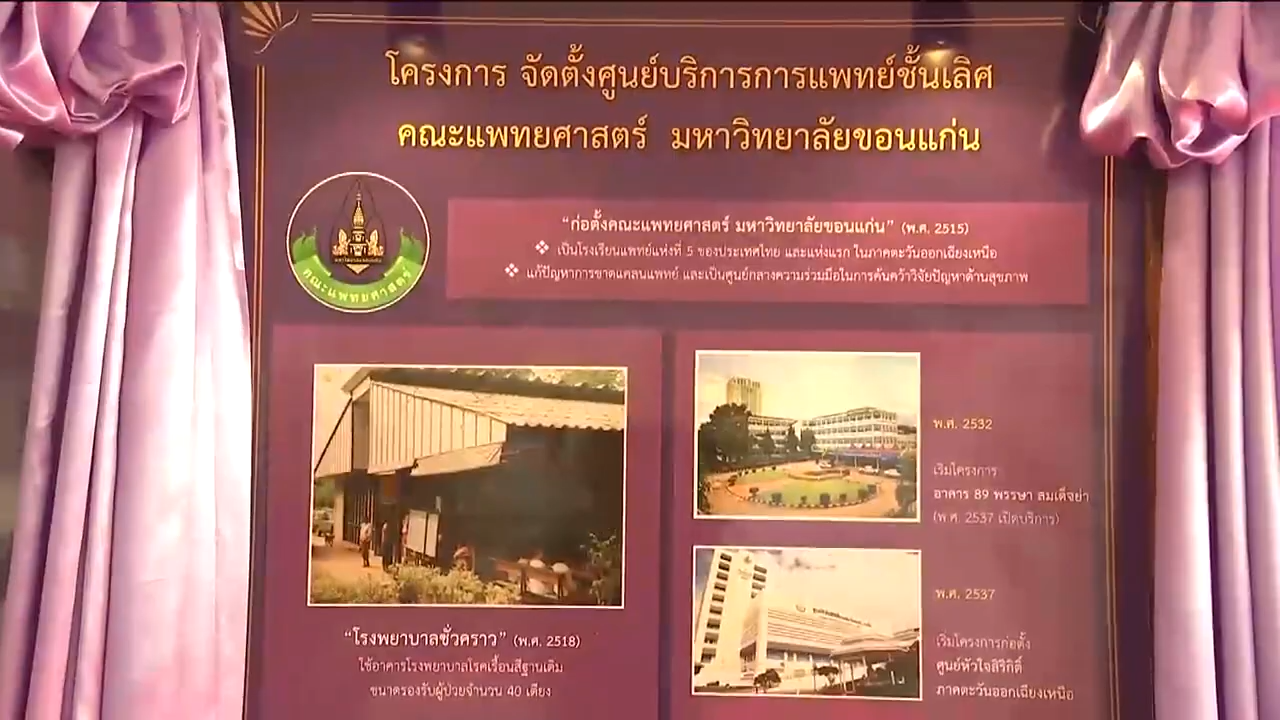 โครงการ จัดตั้งศูนย์บริการการแพทย์ชั้นเลิศ
คณะแพทยศาสตร์ มหาวิทยาลัยขอนแก่น
คณะแพทยศาสตร์
"ก่อตั้งคณะแพทยศาสตร์ มหาวิทยาลัยขอนแก่น" (พ.ศ. 2515)
❖ เป็นโรงเรียนแพทย์แห่งที่ 5 ของประเทศไทย และแห่งแรก ในภาคตะวันออกเฉียงเหนือ
❖ แก้ปัญหาการขาดแคลนแพทย์ และเป็นศูนย์กลางความร่วมมือในการค้นคว้าวิจัยปัญหาด้านสุขภาพ
"โรงพยาบาลชั่วคราว" (พ.ศ. 2518)
ใช้อาคารโรงพยาบาลโรคเรื้อนสีฐานเดิม
ขนาดรองรับผู้ป่วยจำนวน 40 เตียง
พ.ศ. 2532
เริ่มโครงการ
อาคาร 89 พรรษา สมเด็จย่า
(พ.ศ. 2537 เปิดบริการ)
พ.ศ. 2537
เริ่มโครงการก่อตั้ง
ศูนย์หัวใจสิริกิติ์
ภาคตะวันออกเฉียงเหนือ